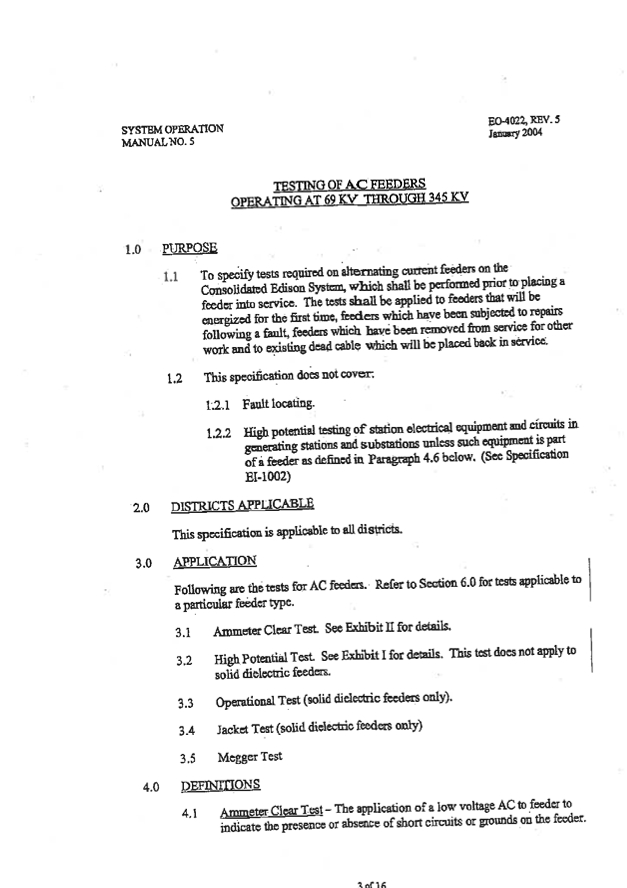 SYSTEM OPERATION
MANUAL NO. 5
EO-4022, REV. 5
January 2004
TESTING OF AC FEEDERS
OPERATING AT 69 KV THROUGH 345 KV
1.0 PURPOSE
1.1 To specify tests required on alternating current feeders on the
Consolidated Edison System, which shall be performed prior to placing a
feeder into service. The tests shall be applied to feeders that will be
energized for the first time, feeders which have been subjected to repairs
following a fault, feeders which have been removed from service for other
work and to existing dead cable which will be placed back in service.
1.2 This specification does not cover:
1.2.1 Fault locating.
1.2.2 High potential testing of station electrical equipment and circuits in
generating stations and substations unless such equipment is part
of a feeder as defined in Paragraph 4.6 below. (See Specification
EI-1002)
2.0 DISTRICTS APPLICABLE
This specification is applicable to all districts.
3.0 APPLICATION
Following are the tests for AC feeders. Refer to Section 6.0 for tests applicable to
a particular feeder type.
3.1 Ammeter Clear Test. See Exhibit II for details.
3.2 High Potential Test. See Exhibit I for details. This test does not apply to
solid dielectric feeders.
3.3 Operational Test (solid dielectric feeders only).
3.4 Jacket Test (solid dielectric feeders only)
3.5 Megger Test
4.0 DEFINITIONS
4.1 Ammeter Clear Test – The application of a low voltage AC to feeder to
indicate the presence or absence of short circuits or grounds on the feeder.
3 of 16